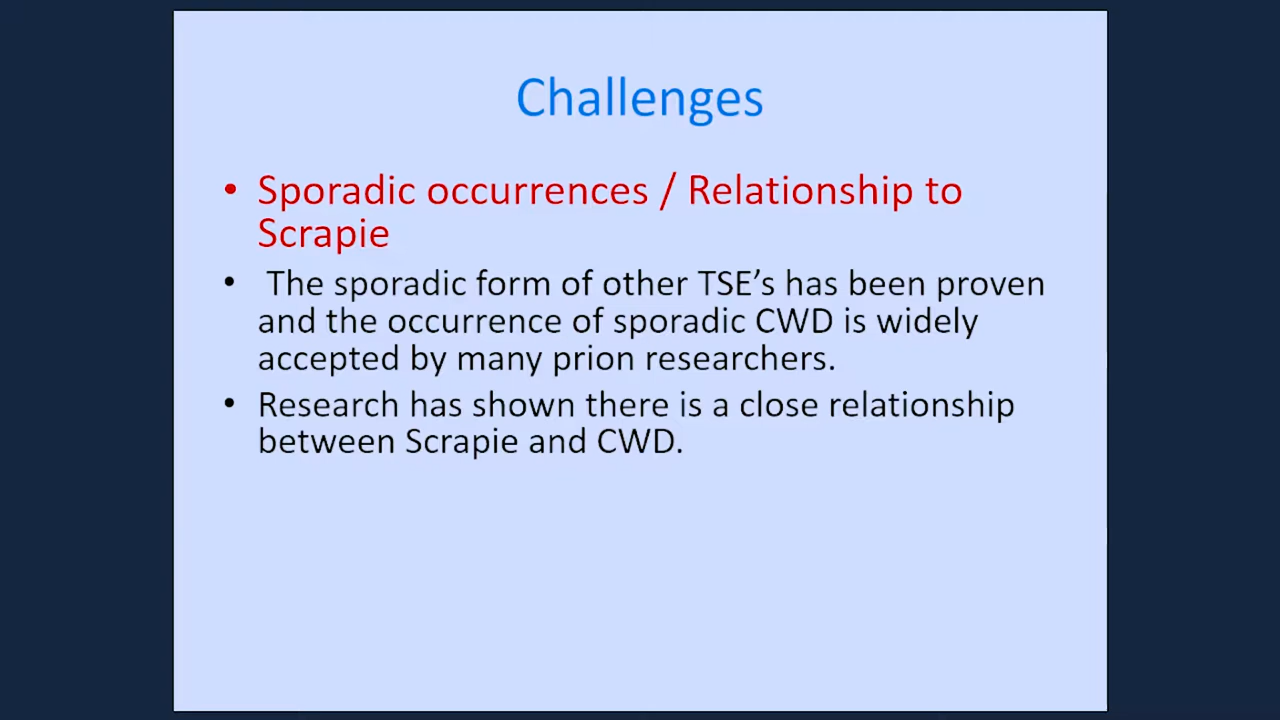 Challenges
• Sporadic occurrences / Relationship to
Scrapie
• The sporadic form of other TSE’s has been proven
and the occurrence of sporadic CWD is widely
accepted by many prion researchers.
• Research has shown there is a close relationship
between Scrapie and CWD.